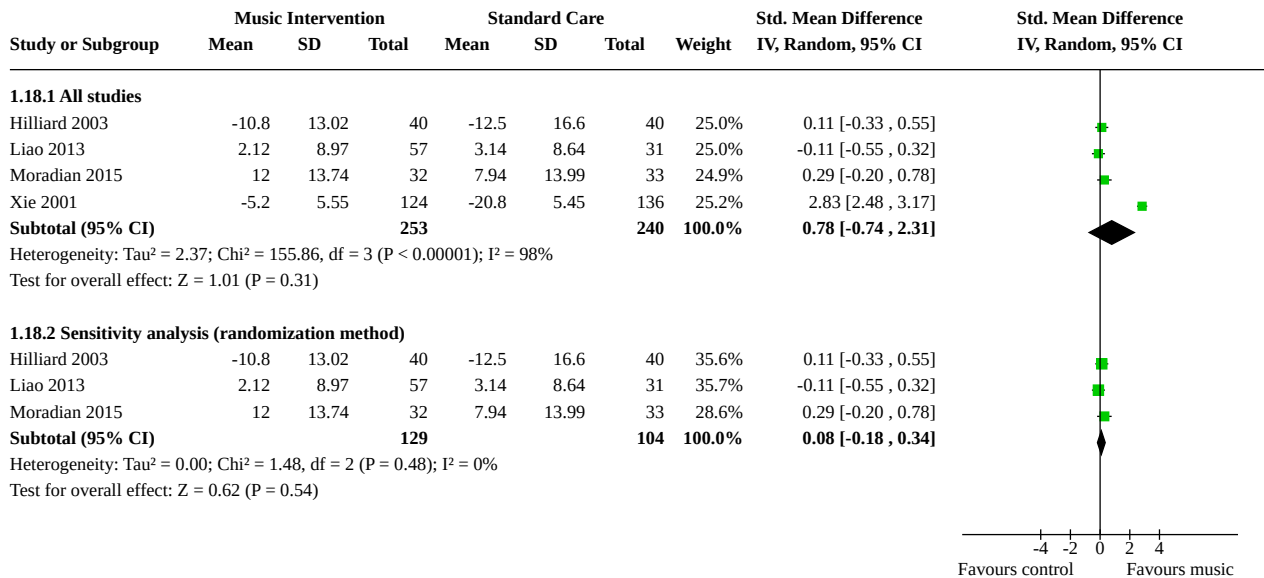 Music Intervention Standard Care Std. Mean Difference Std. Mean Difference
Study or Subgroup Mean SD Total Mean SD Total Weight IV, Random, 95% CI IV, Random, 95% CI
1.18.1 All studies
Hilliard 2003 -10.8 13.02 40 -12.5 16.6 40 25.0% 0.11 [-0.33 , 0.55]
Liao 2013 2.12 8.97 57 3.14 8.64 31 25.0% -0.11 [-0.55 , 0.32]
Moradian 2015 12 13.74 32 7.94 13.99 33 24.9% 0.29 [-0.20 , 0.78]
Xie 2001 -5.2 5.55 124 -20.8 5.45 136 25.2% 2.83 [2.48 , 3.17]
Subtotal (95% CI) 253 240 100.0% 0.78 [-0.74 , 2.31]
Heterogeneity: Tau² = 2.37; Chi² = 155.86, df = 3 (P < 0.00001); I² = 98%
Test for overall effect: Z = 1.01 (P = 0.31)
1.18.2 Sensitivity analysis (randomization method)
Hilliard 2003 -10.8 13.02 40 -12.5 16.6 40 35.6% 0.11 [-0.33 , 0.55]
Liao 2013 2.12 8.97 57 3.14 8.64 31 35.7% -0.11 [-0.55 , 0.32]
Moradian 2015 12 13.74 32 7.94 13.99 33 28.6% 0.29 [-0.20 , 0.78]
Subtotal (95% CI) 129 104 100.0% 0.08 [-0.18 , 0.34]
Heterogeneity: Tau² = 0.00; Chi² = 1.48, df = 2 (P = 0.48); I² = 0%
Test for overall effect: Z = 0.62 (P = 0.54)
-4 -2 0 2 4
Favours control Favours music